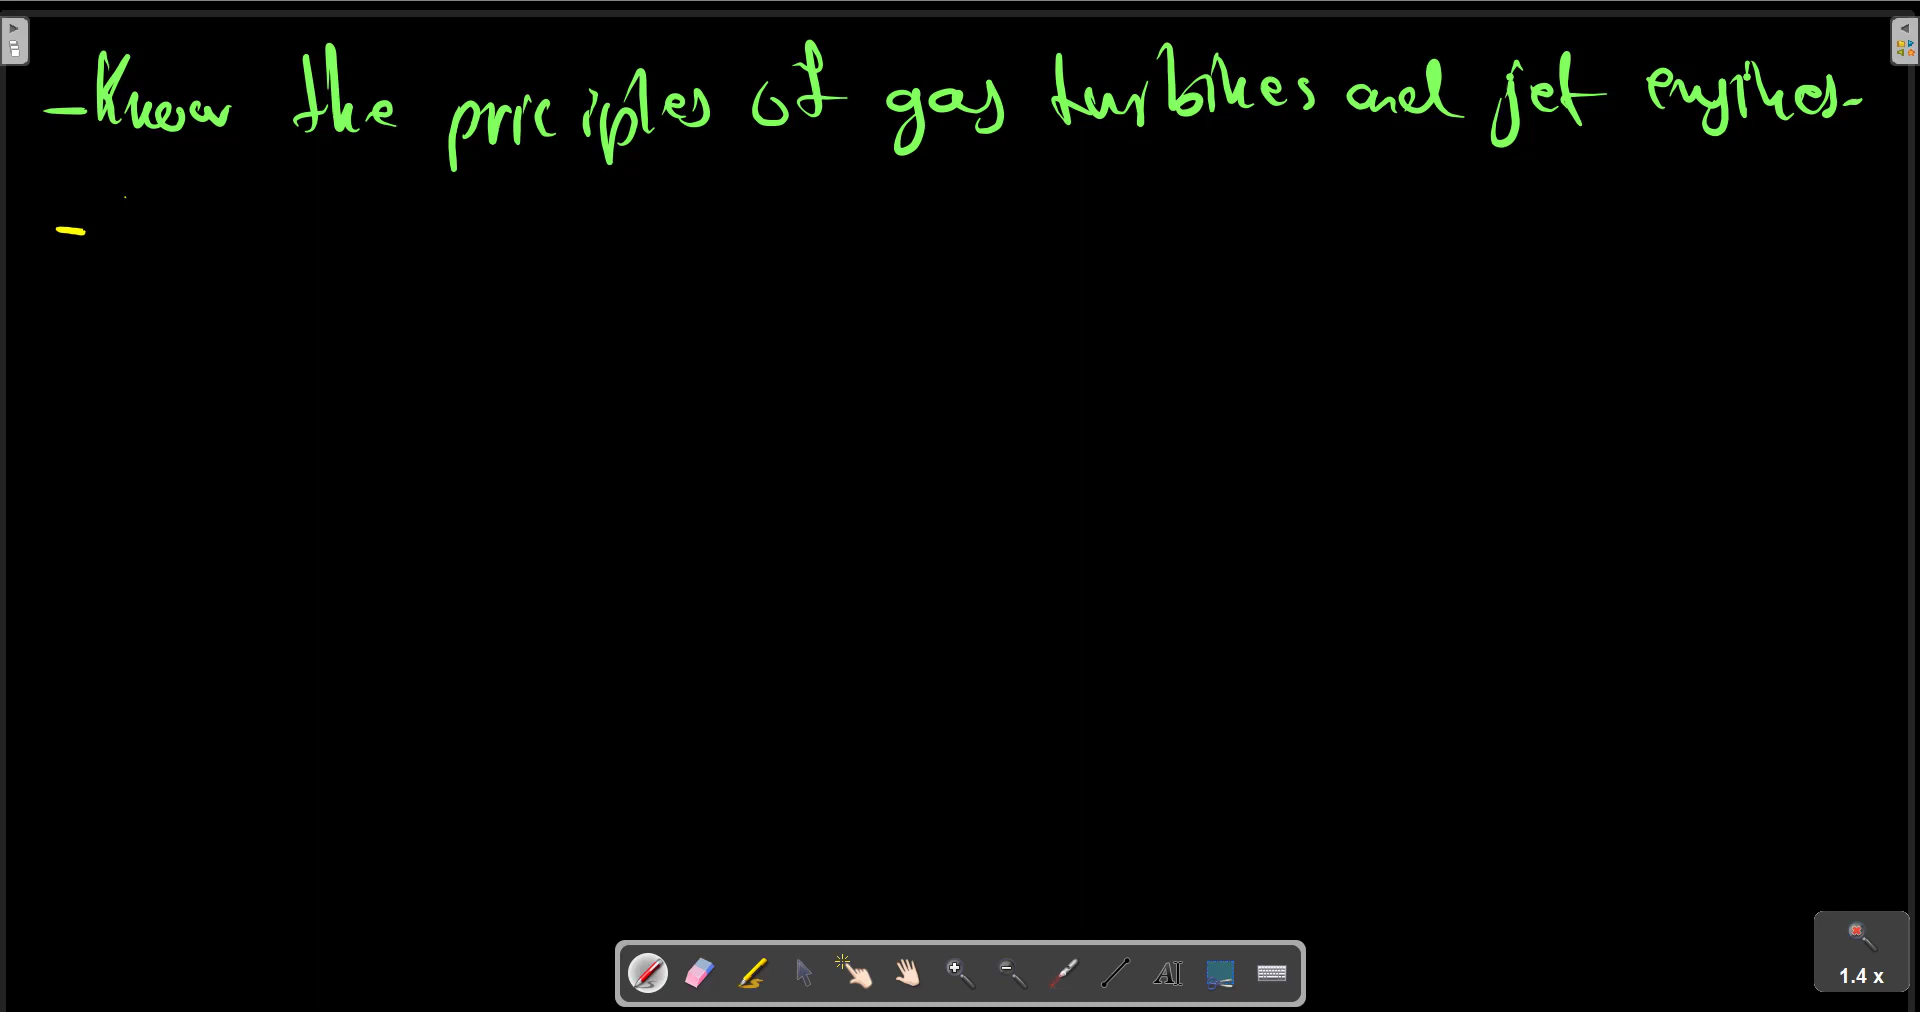 - Know the priciples of gas turbines and jet engines.
-
1.4 x